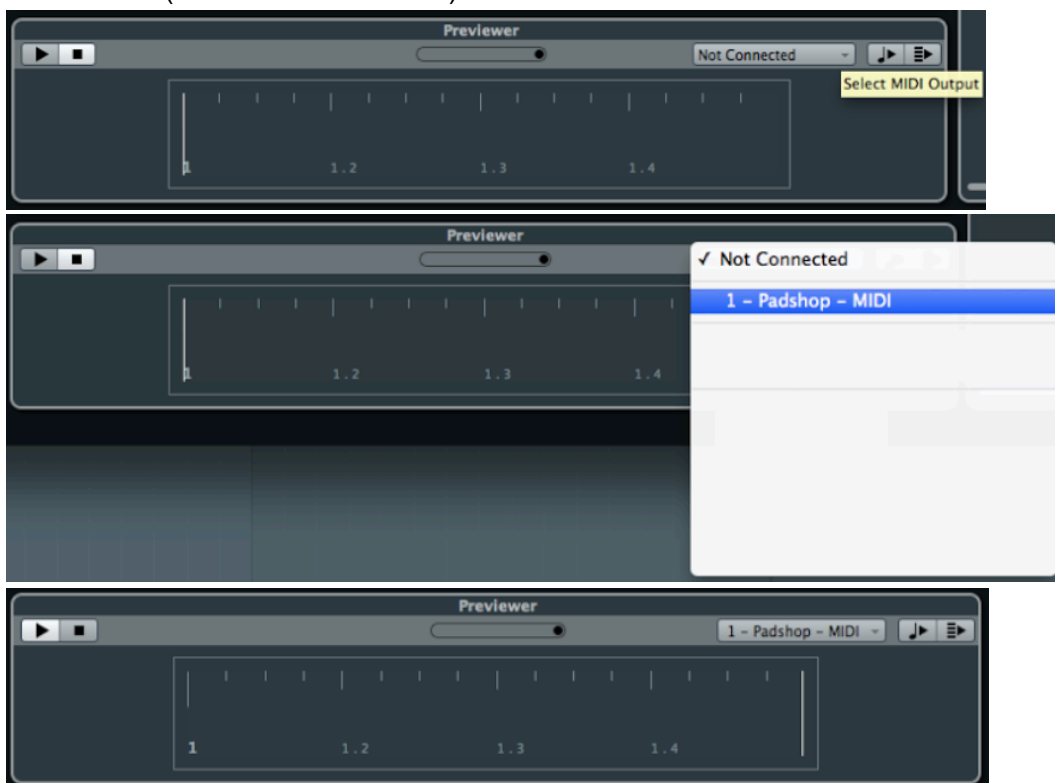 Previewer
Not Connected
Select MIDI Output
1 1.2 1.3 1.4
Previewer
✓ Not Connected
1 – Padshop – MIDI
1 1.2 1.3 1.4
Previewer
1 – Padshop – MIDI
1 1.2 1.3 1.4